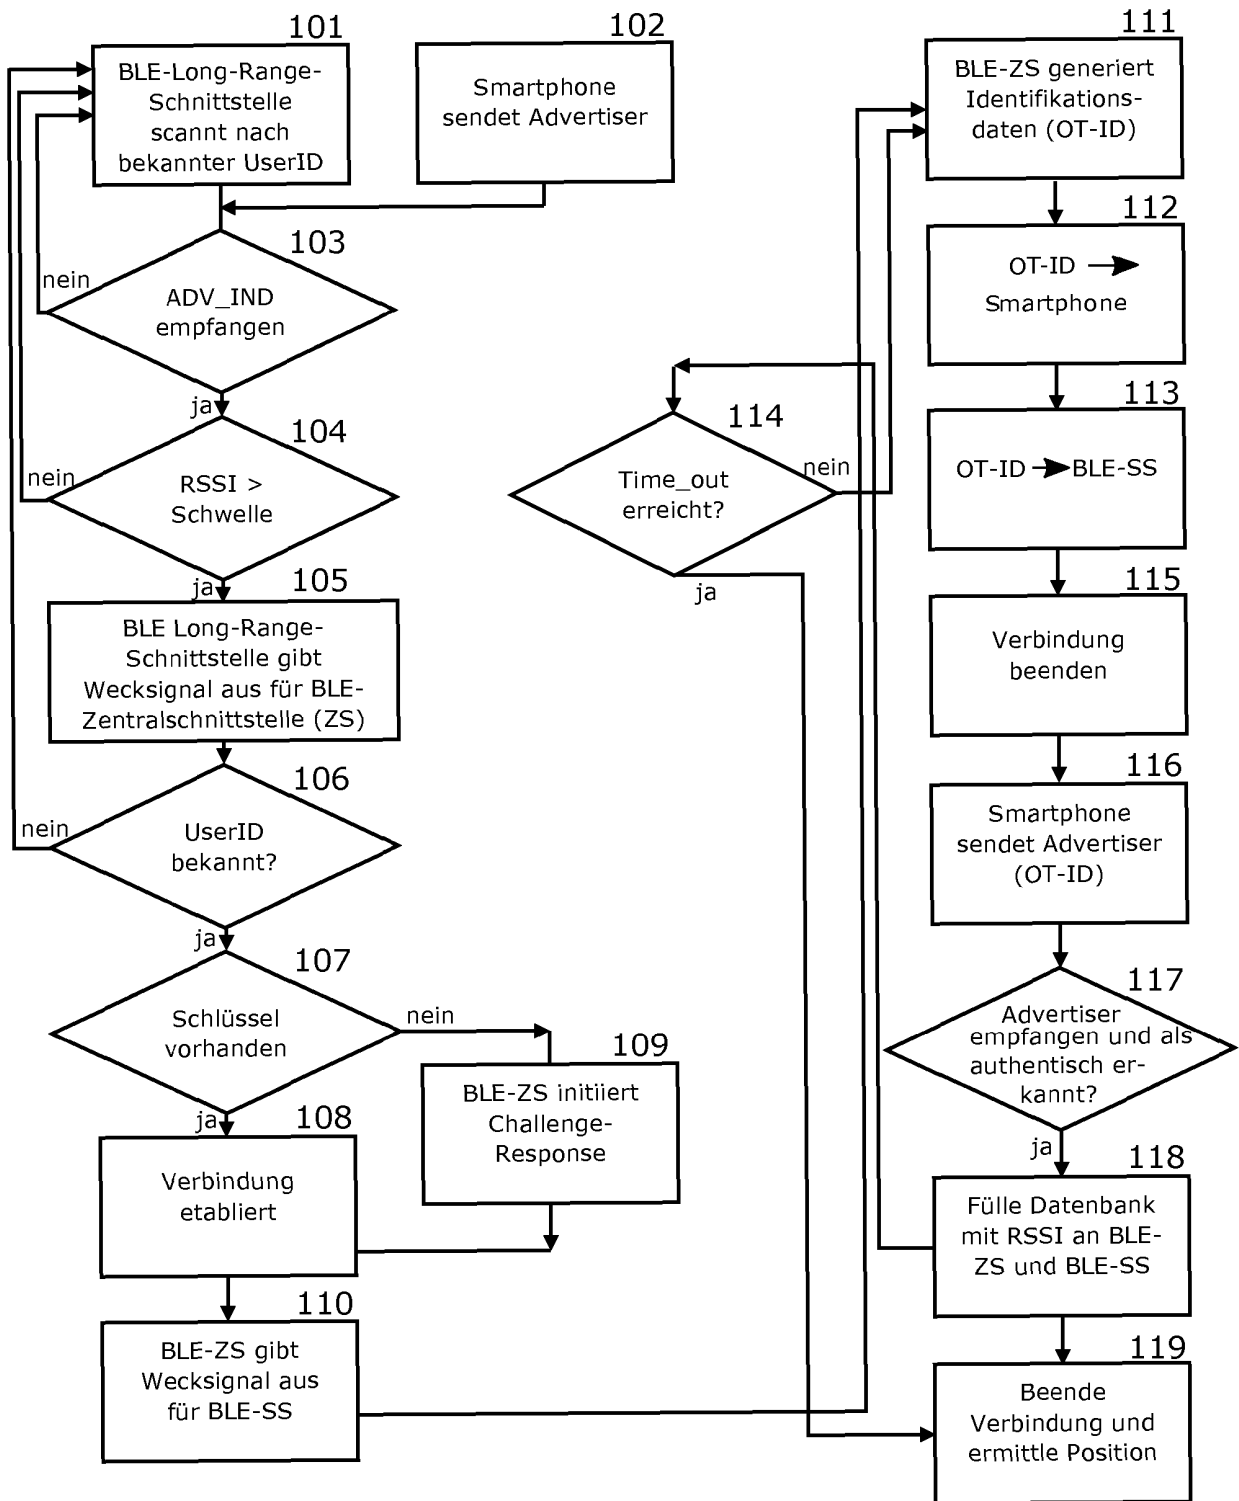 101
BLE-Long-Range-
Schnittstelle
scannt nach
bekannter UserID
102
Smartphone
sendet Advertiser
103
nein
ADV_IND
empfangen
ja
104
nein
RSSI >
Schwelle
ja
105
BLE Long-Range-
Schnittstelle gibt
Wecksignal aus für BLE-
Zentralschnittstelle (ZS)
106
nein
UserID
bekannt?
ja
107
nein
Schlüssel
vorhanden
ja
108
Verbindung
etabliert
109
BLE-ZS initiiert
Challenge-
Response
110
BLE-ZS gibt
Wecksignal aus
für BLE-SS
111
BLE-ZS generiert
Identifikations-
daten (OT-ID)
112
OT-ID
Smartphone
113
OT-ID BLE-SS
114
nein
Time_out
erreicht?
ja
115
Verbindung
beenden
116
Smartphone
sendet Advertiser
(OT-ID)
117
Advertiser
empfangen und als
authentisch er-
kannt?
ja
118
Fülle Datenbank
mit RSSI an BLE-
ZS und BLE-SS
119
Beende
Verbindung und
ermittle Position